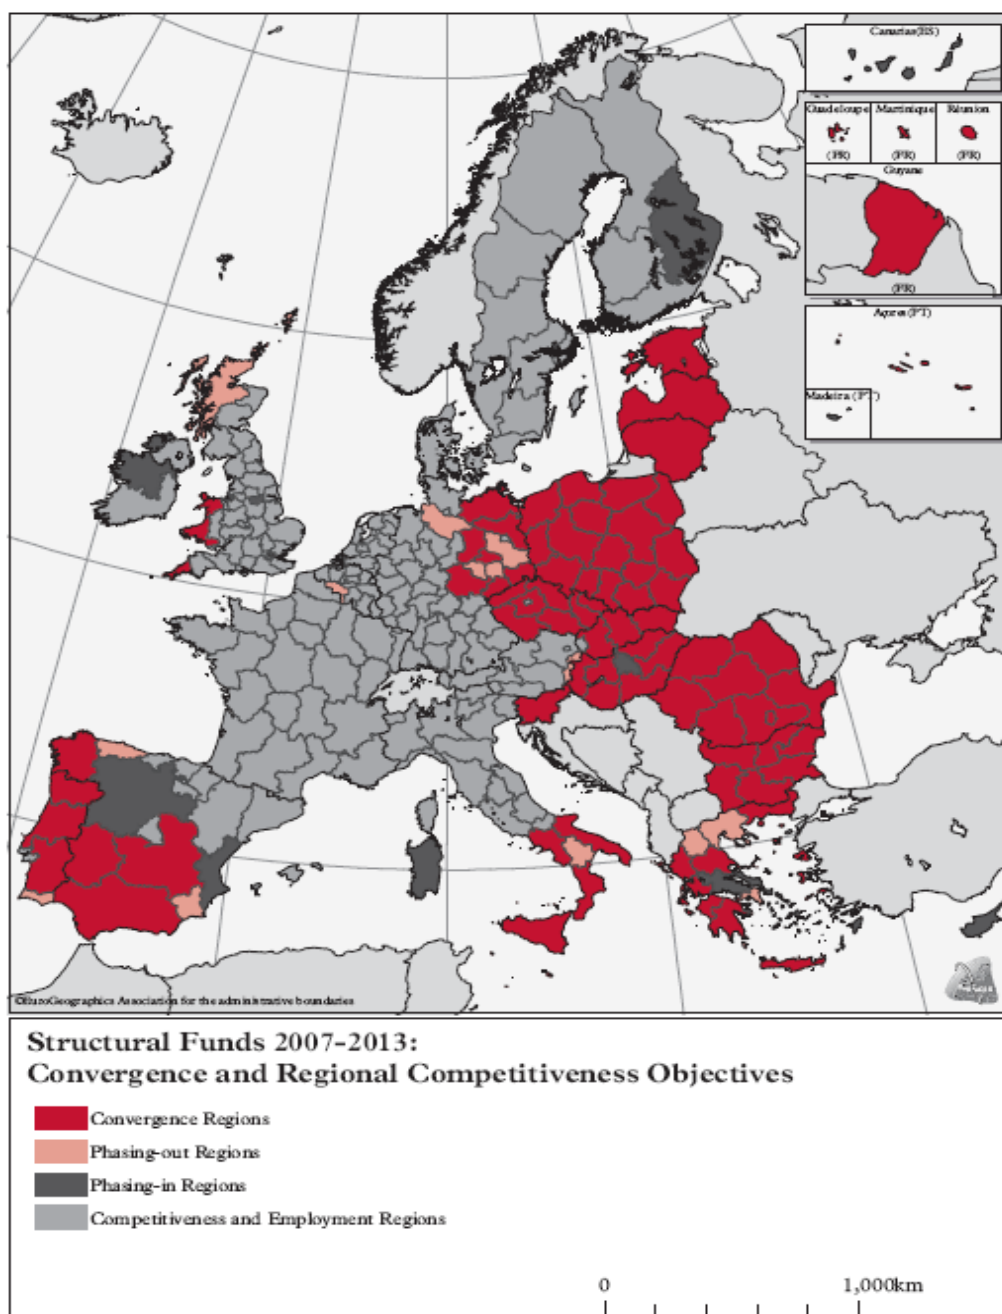 Canarias(ES)
Guadeloupe
Martinique
Réunion
(FR)
(FR)
(FR)
Guyane
(FR)
Açores(PT)
Madeira (PT)
©EuroGeographics Association for the administrative boundaries
Structural Funds 2007-2013:
Convergence and Regional Competitiveness Objectives
Convergence Regions
Phasing-out Regions
Phasing-in Regions
Competitiveness and Employment Regions
0
1,000km